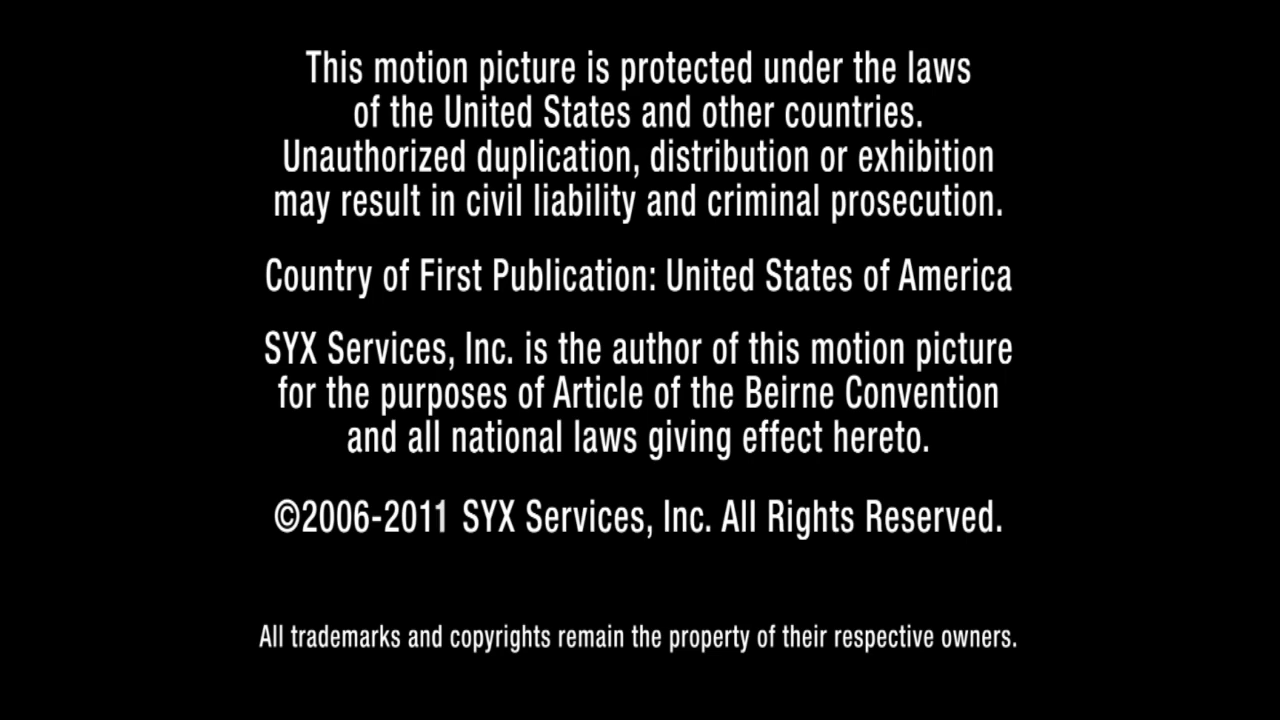 This motion picture is protected under the laws
of the United States and other countries.
Unauthorized duplication, distribution or exhibition
may result in civil liability and criminal prosecution.
Country of First Publication: United States of America
SYX Services, Inc. is the author of this motion picture
for the purposes of Article of the Beirne Convention
and all national laws giving effect hereto.
©2006-2011 SYX Services, Inc. All Rights Reserved.
All trademarks and copyrights remain the property of their respective owners.